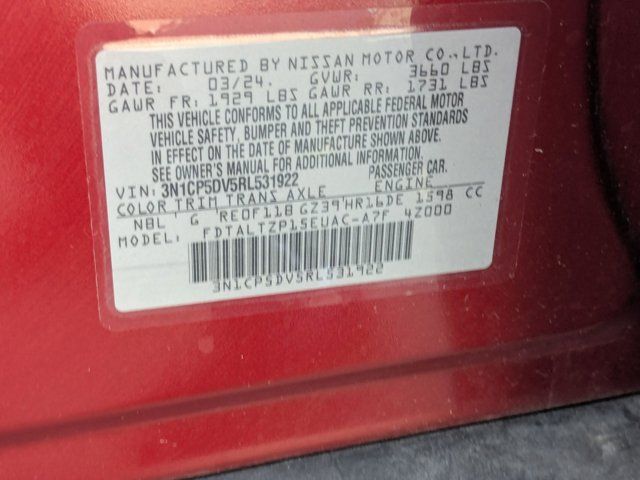 MANUFACTURED BY NISSAN MOTOR CO.,LTD.
DATE: 03/24. GVWR: 3660 LBS
GAWR FR: 1929 LBS GAWR RR: 1731 LBS
THIS VEHICLE CONFORMS TO ALL APPLICABLE FEDERAL MOTOR
VEHICLE SAFETY, BUMPER AND THEFT PREVENTION STANDARDS
IN EFFECT ON THE DATE OF MANUFACTURE SHOWN ABOVE.
SEE OWNER'S MANUAL FOR ADDITIONAL INFORMATION.
VIN: 3N1CP5DV5RL531922 PASSENGER CAR.
COLOR TRIM TRANS AXLE ENGINE
NBL G RE0F11B GZ39 HR16DE 1598 CC
MODEL: FDTALTZP15EUAC-A7F 4Z000
3N1CP5DV5RL531922